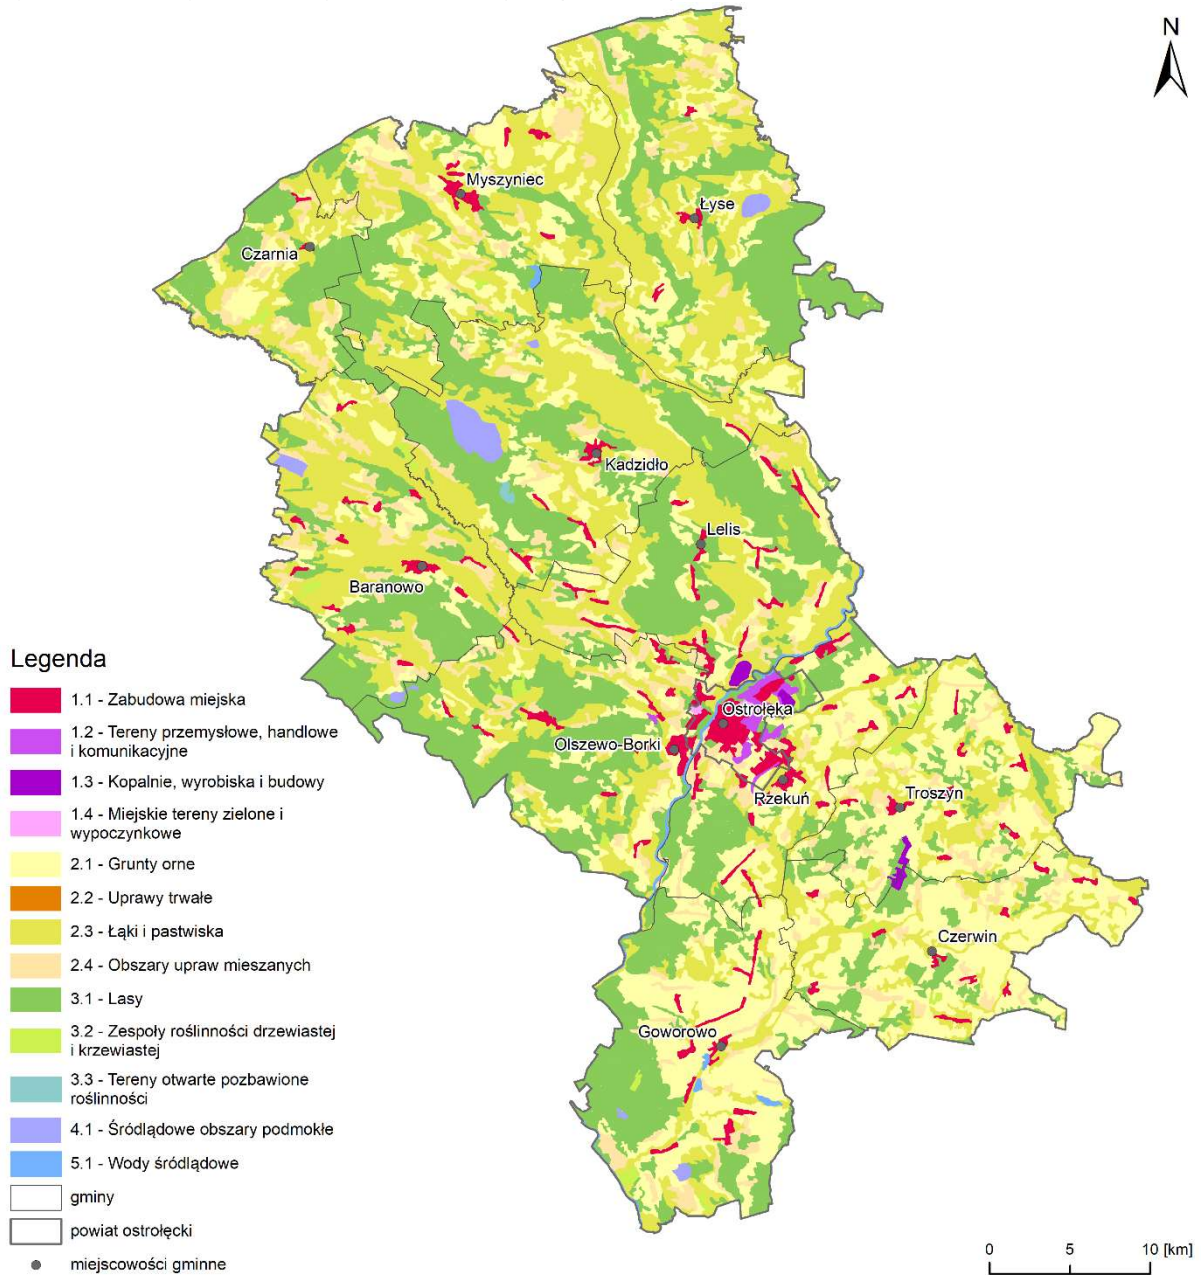 N
Myszyniec
Łyse
Czarnia
Kadzidło
Lelis
Baranowo
Ostrołęka
Olszewo-Borki
Rzekuń
Troszyn
Czerwin
Goworowo
Legenda
1.1 - Zabudowa miejska
1.2 - Tereny przemysłowe, handlowe
i komunikacyjne
1.3 - Kopalnie, wyrobiska i budowy
1.4 - Miejskie tereny zielone i
wypoczynkowe
2.1 - Grunty orne
2.2 - Uprawy trwałe
2.3 - Łąki i pastwiska
2.4 - Obszary upraw mieszanych
3.1 - Lasy
3.2 - Zespoły roślinności drzewiastej
i krzewiastej
3.3 - Tereny otwarte pozbawione
roślinności
4.1 - Śródlądowe obszary podmokłe
5.1 - Wody śródlądowe
gminy
powiat ostrołęcki
miejscowości gminne
0 5 10 [km]